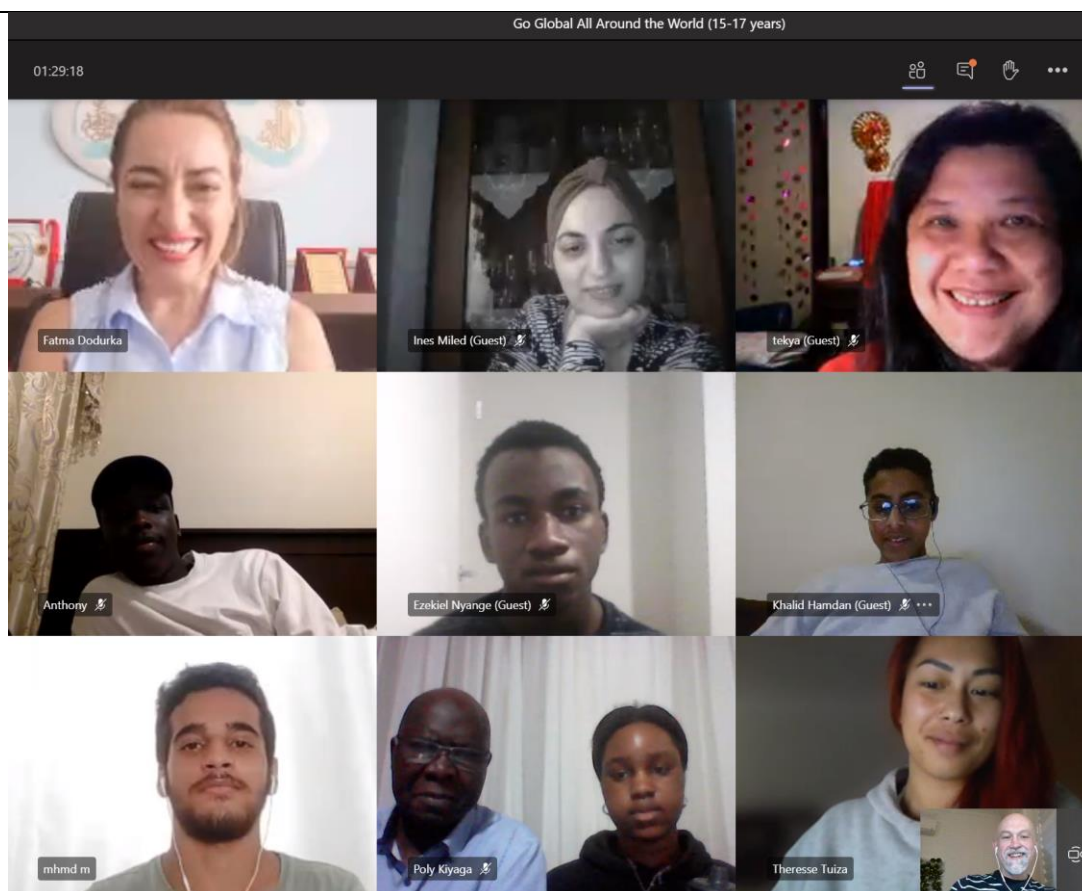 Go Global All Around the World (15-17 years)
01:29:18
Fatma Dodurka
Ines Miled (Guest)
tekya (Guest)
Anthony
Ezekiel Nyange (Guest)
Khalid Hamdan (Guest)
mhmd m
Poly Kiyaga
Theresse Tuiza